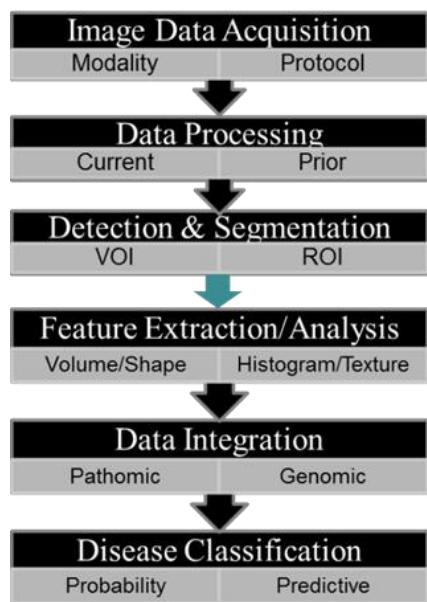 Image Data Acquisition
Modality Protocol
Data Processing
Current Prior
Detection & Segmentation
VOI ROI
Feature Extraction/Analysis
Volume/Shape Histogram/Texture
Data Integration
Pathomic Genomic
Disease Classification
Probability Predictive